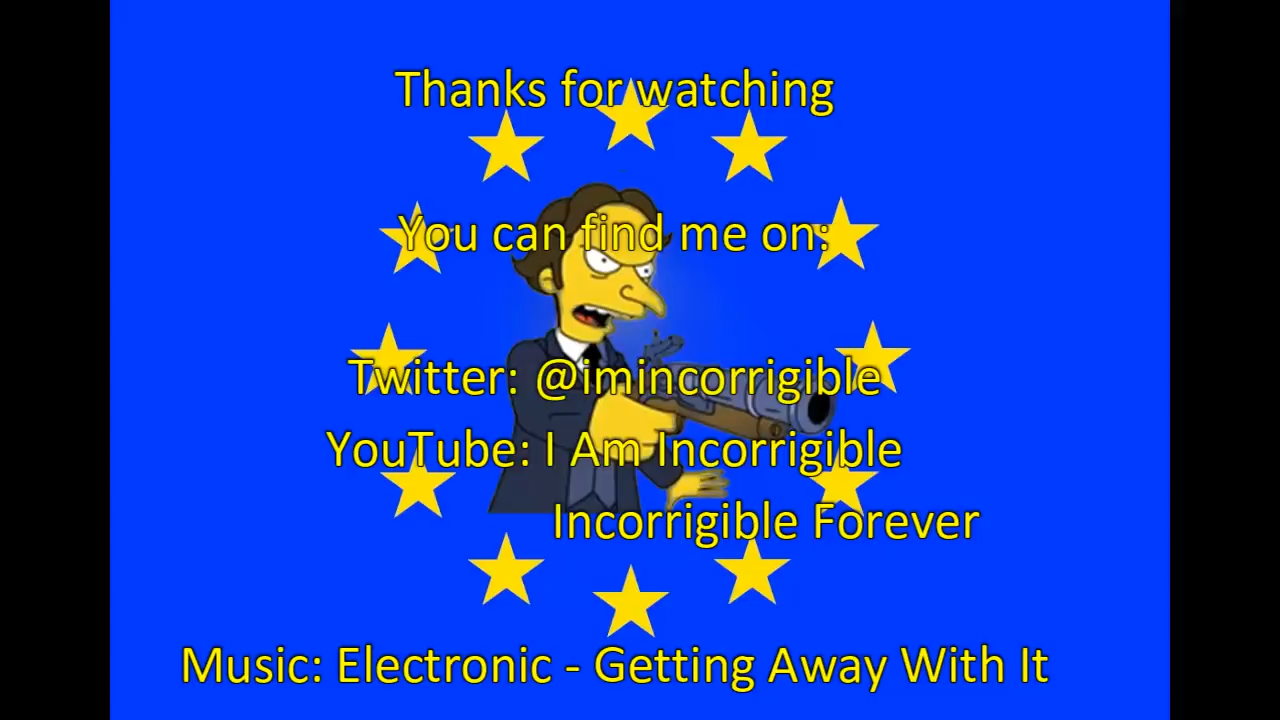 Thanks for watching
You can find me on:
Twitter: @imincorrigible
YouTube: I Am Incorrigible
Incorrigible Forever
Music: Electronic - Getting Away With It